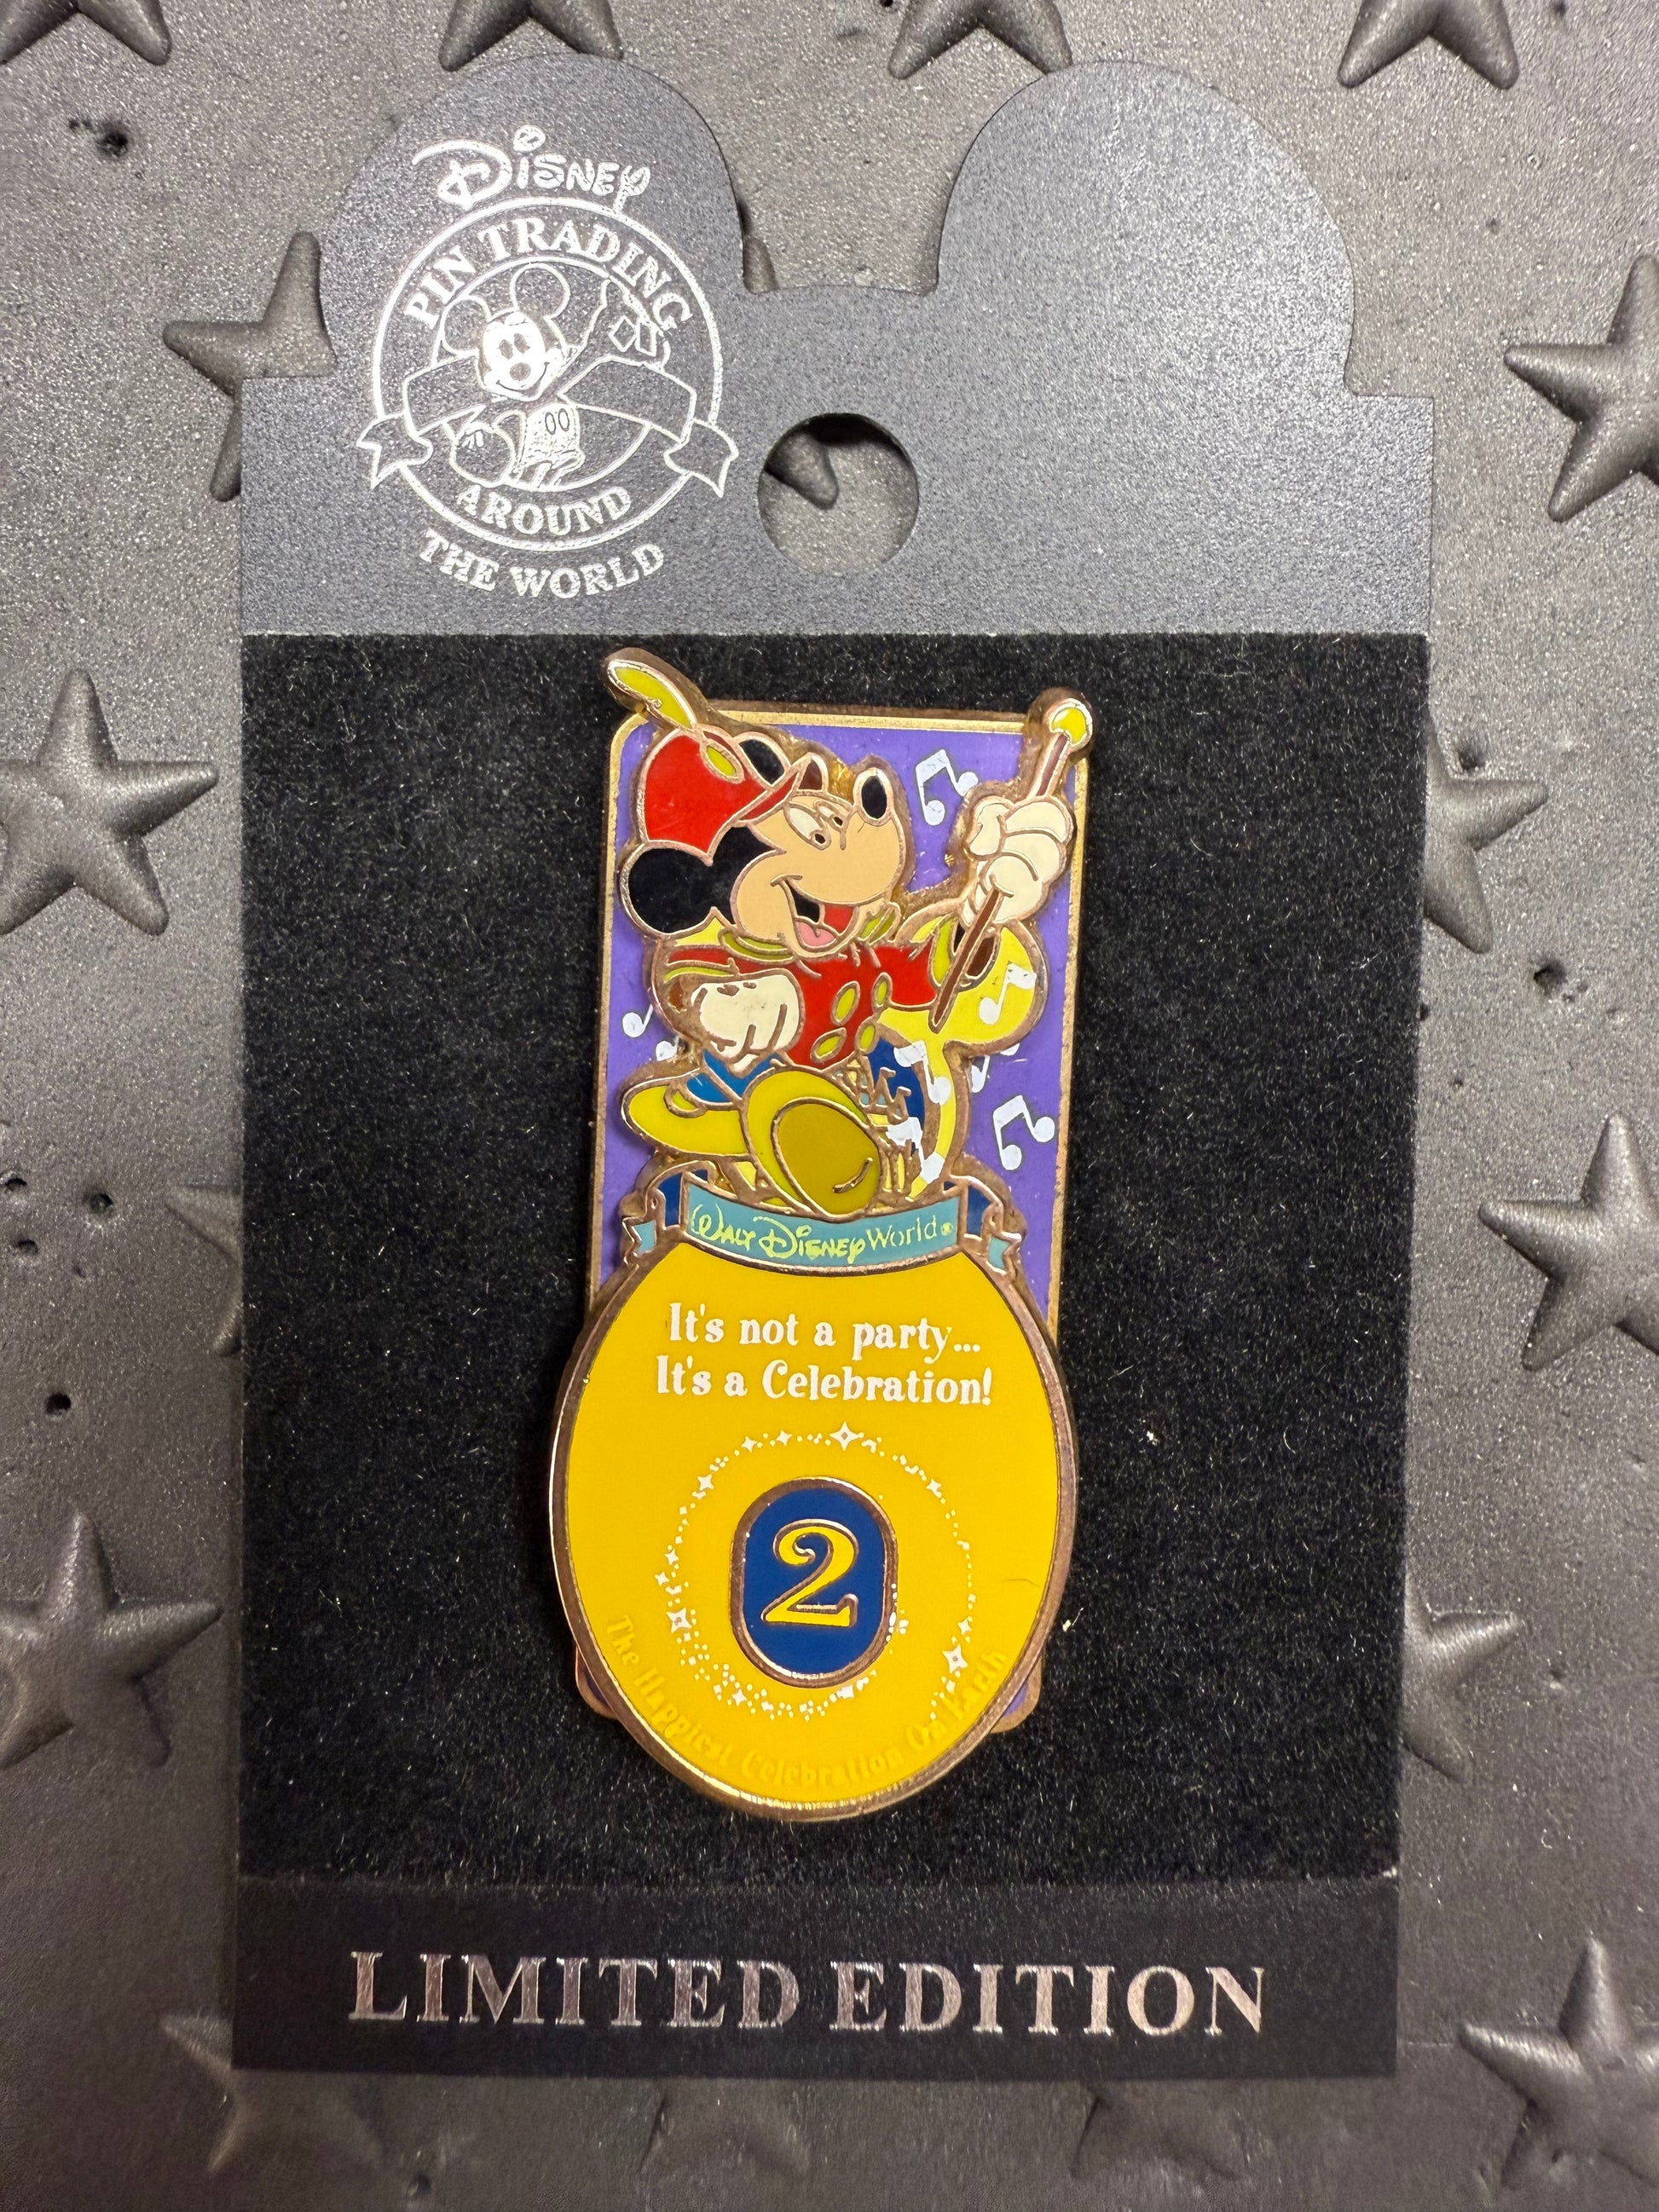 Disney
PIN TRADING
AROUND
THE WORLD
Walt Disney World®
It's not a party...
It's a Celebration!
2
The Happiest Celebration On Earth
LIMITED EDITION